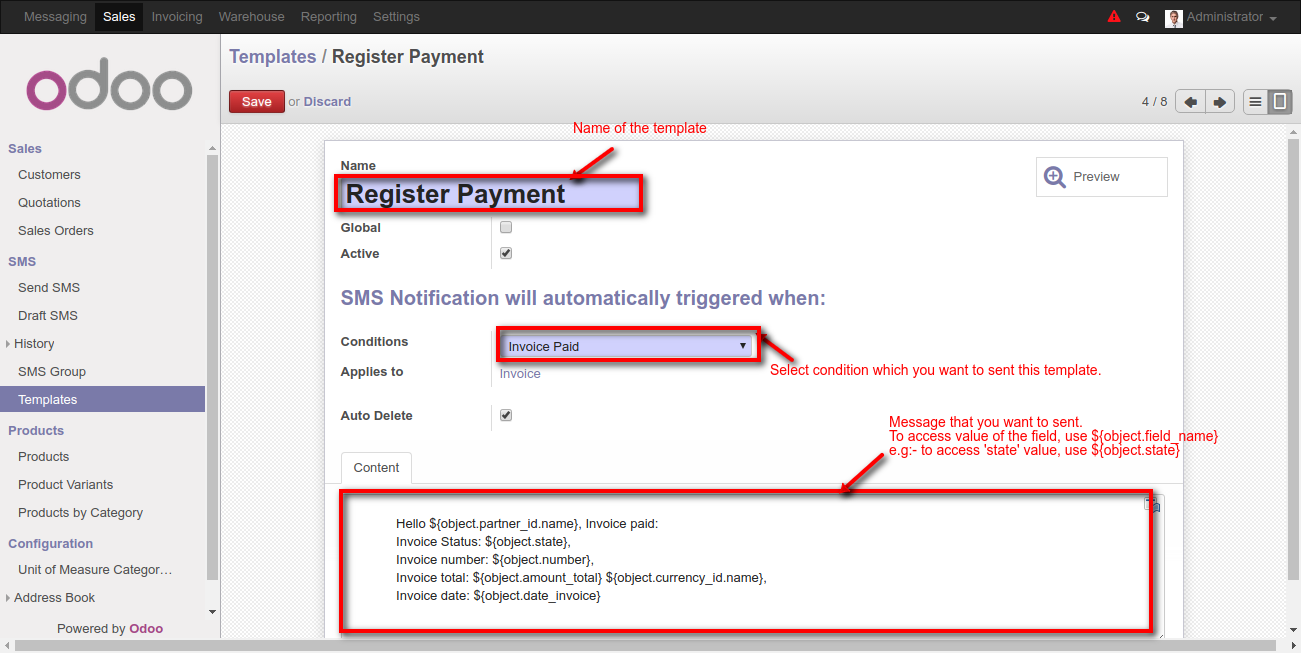 Messaging Sales Invoicing Warehouse Reporting Settings Administrator
odoo
Sales
Customers
Quotations
Sales Orders
SMS
Send SMS
Draft SMS
History
SMS Group
Templates
Products
Products
Product Variants
Products by Category
Configuration
Unit of Measure Categor…
Address Book
Powered by Odoo
Templates / Register Payment
Save or Discard
4 / 8
Name of the template
Name
Register Payment
Preview
Global
Active
SMS Notification will automatically triggered when:
Conditions
Invoice Paid
Applies to
Invoice
Select condition which you want to sent this template.
Auto Delete
Message that you want to sent.
To access value of the field, use ${object.field_name}
e.g:- to access 'state' value, use ${object.state}
Content
Hello ${object.partner_id.name}, Invoice paid:
Invoice Status: ${object.state},
Invoice number: ${object.number},
Invoice total: ${object.amount_total} ${object.currency_id.name},
Invoice date: ${object.date_invoice}